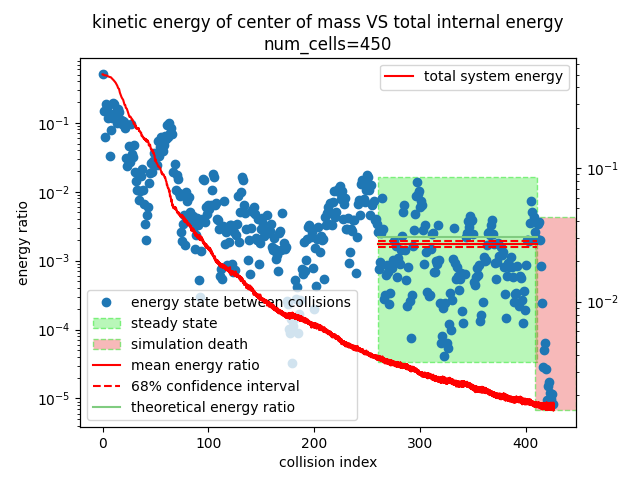 kinetic energy of center of mass VS total internal energy
num_cells=450
total system energy
10⁻¹
10⁻²
10⁻³
10⁻⁴
10⁻⁵
energy ratio
10⁻¹
10⁻²
energy state between collisions
steady state
simulation death
mean energy ratio
68% confidence interval
theoretical energy ratio
0 100 200 300 400
collision index